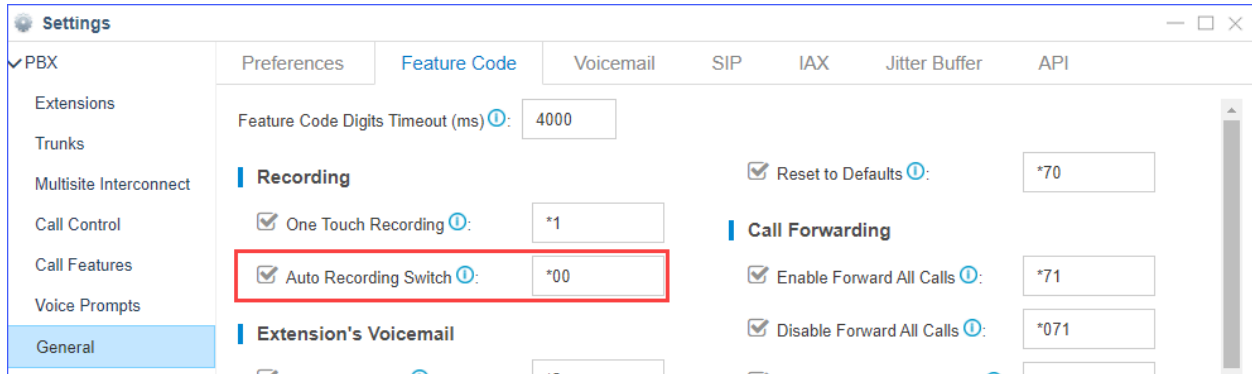 Settings
PBX
Extensions
Trunks
Multisite Interconnect
Call Control
Call Features
Voice Prompts
General
Preferences Feature Code Voicemail SIP IAX Jitter Buffer API
Feature Code Digits Timeout (ms) : 4000
Recording
One Touch Recording : *1
Auto Recording Switch : *00
Extension's Voicemail
Reset to Defaults : *70
Call Forwarding
Enable Forward All Calls : *71
Disable Forward All Calls : *071